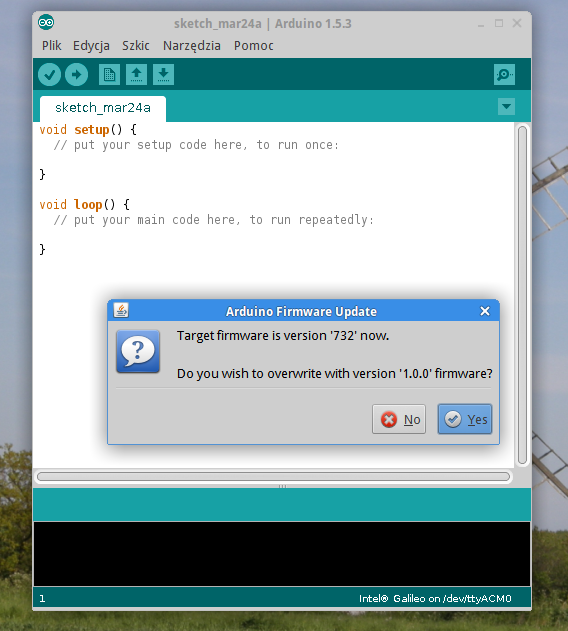 sketch_mar24a | Arduino 1.5.3
Plik Edycja Szkic Narzędzia Pomoc
sketch_mar24a
void setup() {
// put your setup code here, to run once:
}
void loop() {
// put your main code here, to run repeatedly:
}
Arduino Firmware Update
Target firmware is version '732' now.
Do you wish to overwrite with version '1.0.0' firmware?
No Yes
1 Intel® Galileo on /dev/ttyACM0